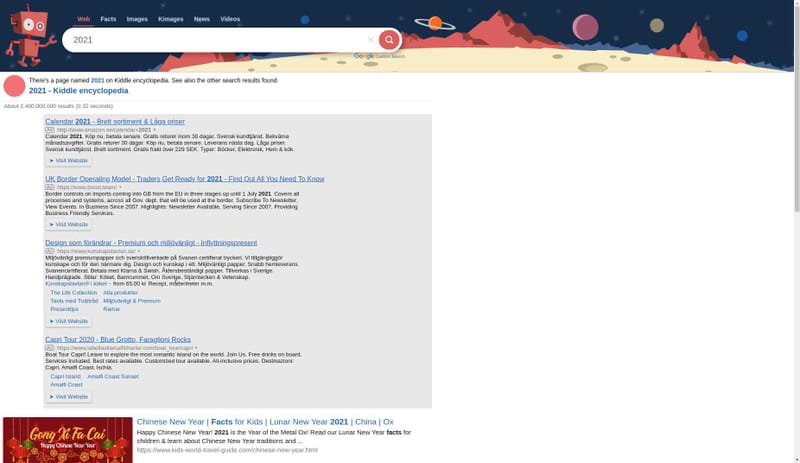 Web Facts Images Kimages News Videos
2021
Google Custom Search
There's a page named 2021 on Kiddle encyclopedia. See also the other search results found.
2021 - Kiddle encyclopedia
About 2,400,000,000 results (0.32 seconds)
Calendar 2021 - Brett sortiment & Låga priser
Ad http://www.amazon.se/calendar+2021
Calendar 2021. Köp nu, betala senare. Gratis returer inom 30 dagar. Svensk kundtjänst. Bekväma
månadsavgifter. Gratis returer 30 dagar. Köp nu, betala senare. Leverans nästa dag. Låga priser.
Svensk kundtjänst. Brett sortiment. Gratis frakt över 229 SEK. Typer: Böcker, Elektronik, Hem & kök.
➤ Visit Website
UK Border Operating Model - Traders Get Ready for 2021 - Find Out All You Need To Know
Ad
Border controls on imports coming into GB from the EU in three stages up until 1 July 2021. Covers all
processes and systems, across all Gov. dept. that will be used at the border. Subscribe To Newsletter.
View Events. In Business Since 2007. Highlights: Newsletter Available, Serving Since 2007, Providing
Business Friendly Services.
➤ Visit Website
Design som förändrar - Premium och miljövänligt - Inflyttningspresent
Ad https://www.kunskapstavlan.se/
Miljövänligt premiumpapper och svensktillverkade på Svanen certifierat tryckeri. Vi tillgängliggör
kunskape och för den närmare dig. Design och kunskap i ett. Miljövänligt papper. Snabb hemleverans.
Svanencertifierat. Betala med Klarna & Swish. Åldersbeständigt papper. Tillverkas i Sverige.
Handpräglade. Stilar: Köket, Barnrummet, Om Sverige, Stjärntecken & Vetenskap.
Kunskapstavlan® i köket - from 65.00 kr Recept, måttenheter m.m.
The Life Collection Alla produkter
Tavla med Tvättråd Miljövänligt & Premium
Presenttips Ramar
➤ Visit Website
Capri Tour 2020 - Blue Grotto, Faraglioni Rocks
Ad
Boat Tour Capri! Leave to explore the most romantic island on the world. Join Us. Free drinks on board.
Services Included. Best rates available. Customized tour available. All-inclusive prices. Destinazioni:
Capri, Amalfi Coast, Ischia.
Capri Island Amalfi Coast Sunset
Amalfi Coast
➤ Visit Website
Gong Xi Fa Cai
Happy Chinese New Year
Chinese New Year | Facts for Kids | Lunar New Year 2021 | China | Ox
Happy Chinese New Year! 2021 is the Year of the Metal Ox! Read our Lunar New Year facts for
children & learn about Chinese New Year traditions and ...
https://www.kids-world-travel-guide.com/chinese-new-year.html